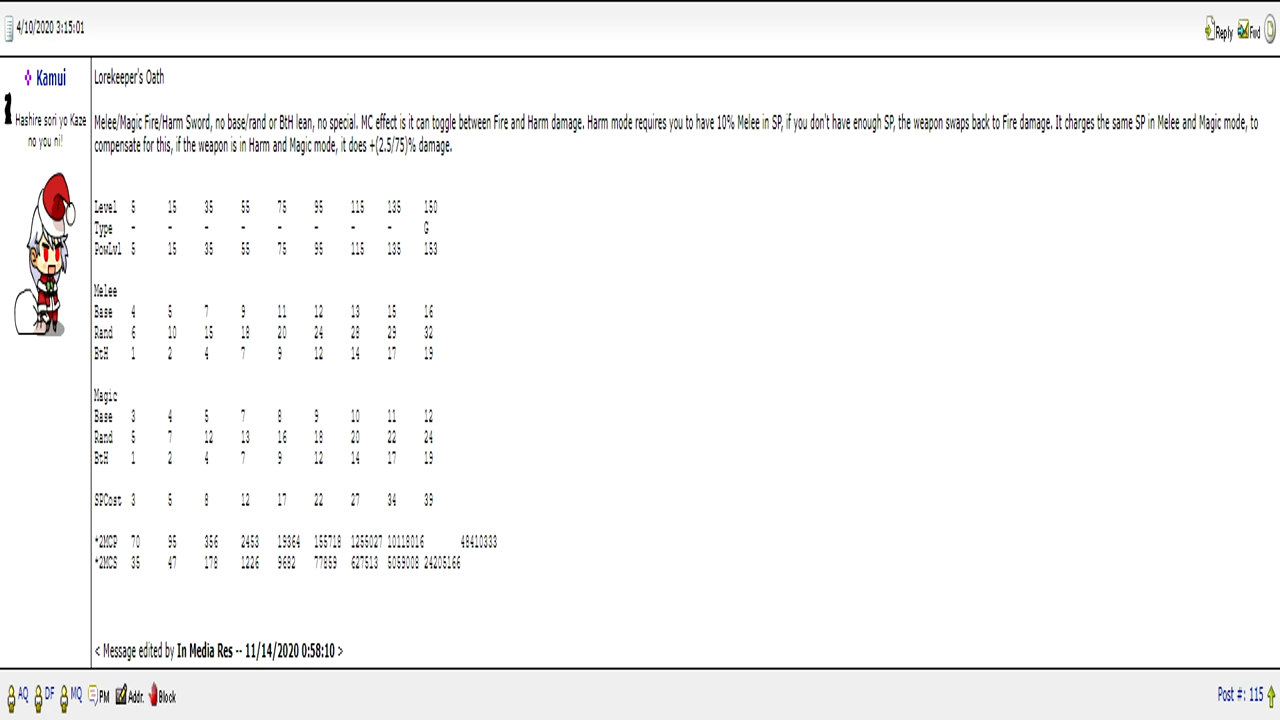 4/10/2020 3:15:01
Reply Fwd
Kamui
Hashire sori yo Kaze
no you ni!
Lorekeeper's Oath
Melee/Magic Fire/Harm Sword, no base/rand or BtH lean, no special. MC effect is it can toggle between Fire and Harm damage. Harm mode requires you to have 10% Melee in SP, if you don't have enough SP, the weapon swaps back to Fire damage. It charges the same SP in Melee and Magic mode, to
compensate for this, if the weapon is in Harm and Magic mode, it does +(2.5/75)% damage.
Level 5 15 35 55 75 95 115 135 150
Type - - - - - - - - G
PowLvl 5 15 35 55 75 95 115 135 153
Melee
Base 4 5 7 9 11 12 13 15 16
Rand 6 10 15 18 20 24 28 29 32
BtH 1 2 4 7 9 12 14 17 19
Magic
Base 3 4 5 7 8 9 10 11 12
Rand 5 7 12 13 16 18 20 22 24
BtH 1 2 4 7 9 12 14 17 19
SPCost 3 5 8 12 17 22 27 34 39
*2MCP 70 95 356 2453 19364 155718 1255027 10118016 48410333
*2MCS 35 47 178 1226 9682 77859 627513 5059008 24205166
< Message edited by In Media Res -- 11/14/2020 0:58:10 >
AQ DF MQ PM Addr. Block
Post #: 115